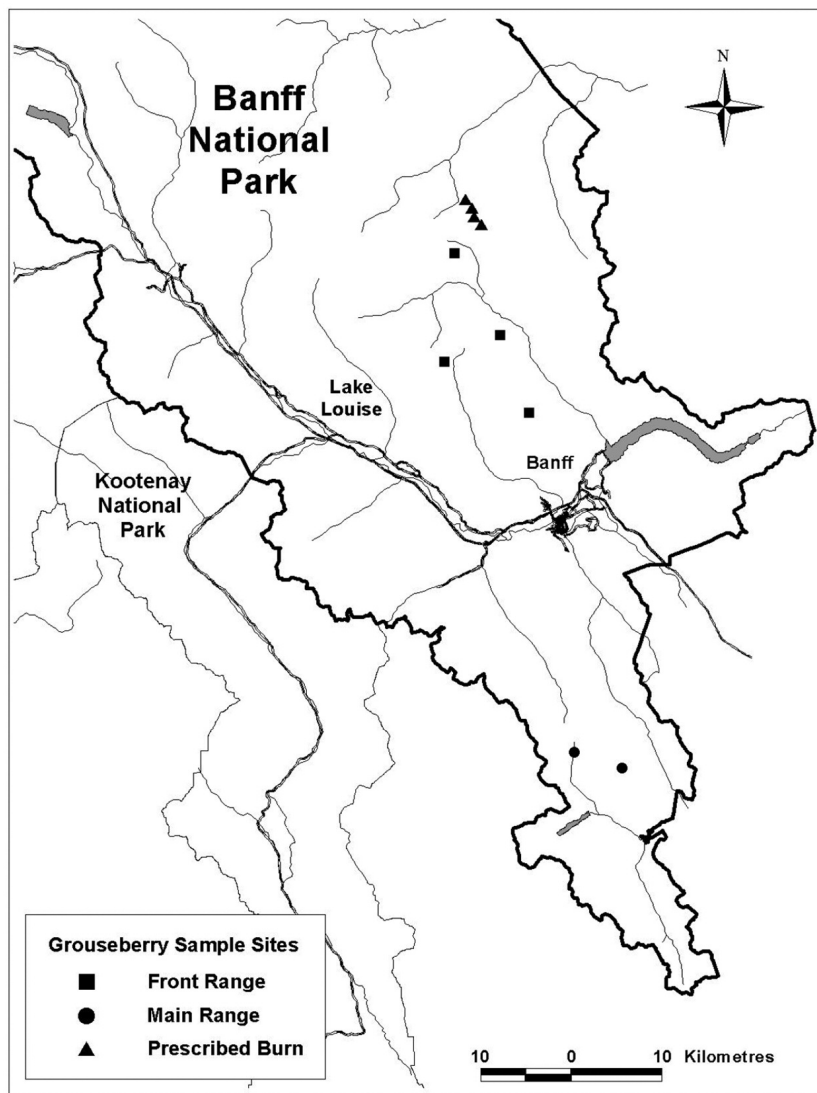 Banff
National
Park
N
Lake
Louise
Banff
Kootenay
National
Park
Grouseberry Sample Sites
Front Range
Main Range
Prescribed Burn
10 0 10 Kilometres